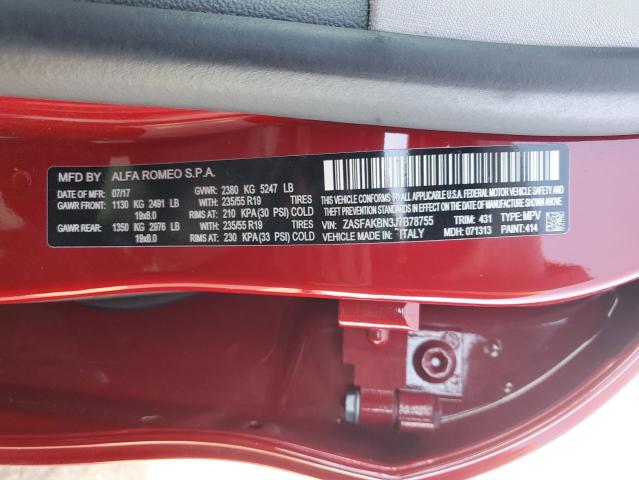 MFD BY ALFA ROMEO S.P.A.
DATE OF MFR: 07/17 GVWR: 2380 KG 5247 LB
GAWR FRONT: 1130 KG 2491 LB WITH: 235/55 R19
19x8.0 RIMS AT: 210 KPA(30 PSI) COLD
GAWR REAR: 1350 KG 2976 LB WITH: 235/55 R19
19x8.0 RIMS AT: 230 KPA(33 PSI) COLD
THIS VEHICLE CONFORMS TO ALL APPLICABLE U.S.A. FEDERAL MOTOR VEHICLE
SAFETY, BUMPER, AND THEFT PREVENTION STANDARDS IN EFFECT ON THE DATE OF
MANUFACTURE SHOWN ABOVE.
VIN: ZASFAKBN3J7B78755 TRIM: 431 TYPE: MPV
MADE IN: ITALY MDH: 071313 PAINT: 414